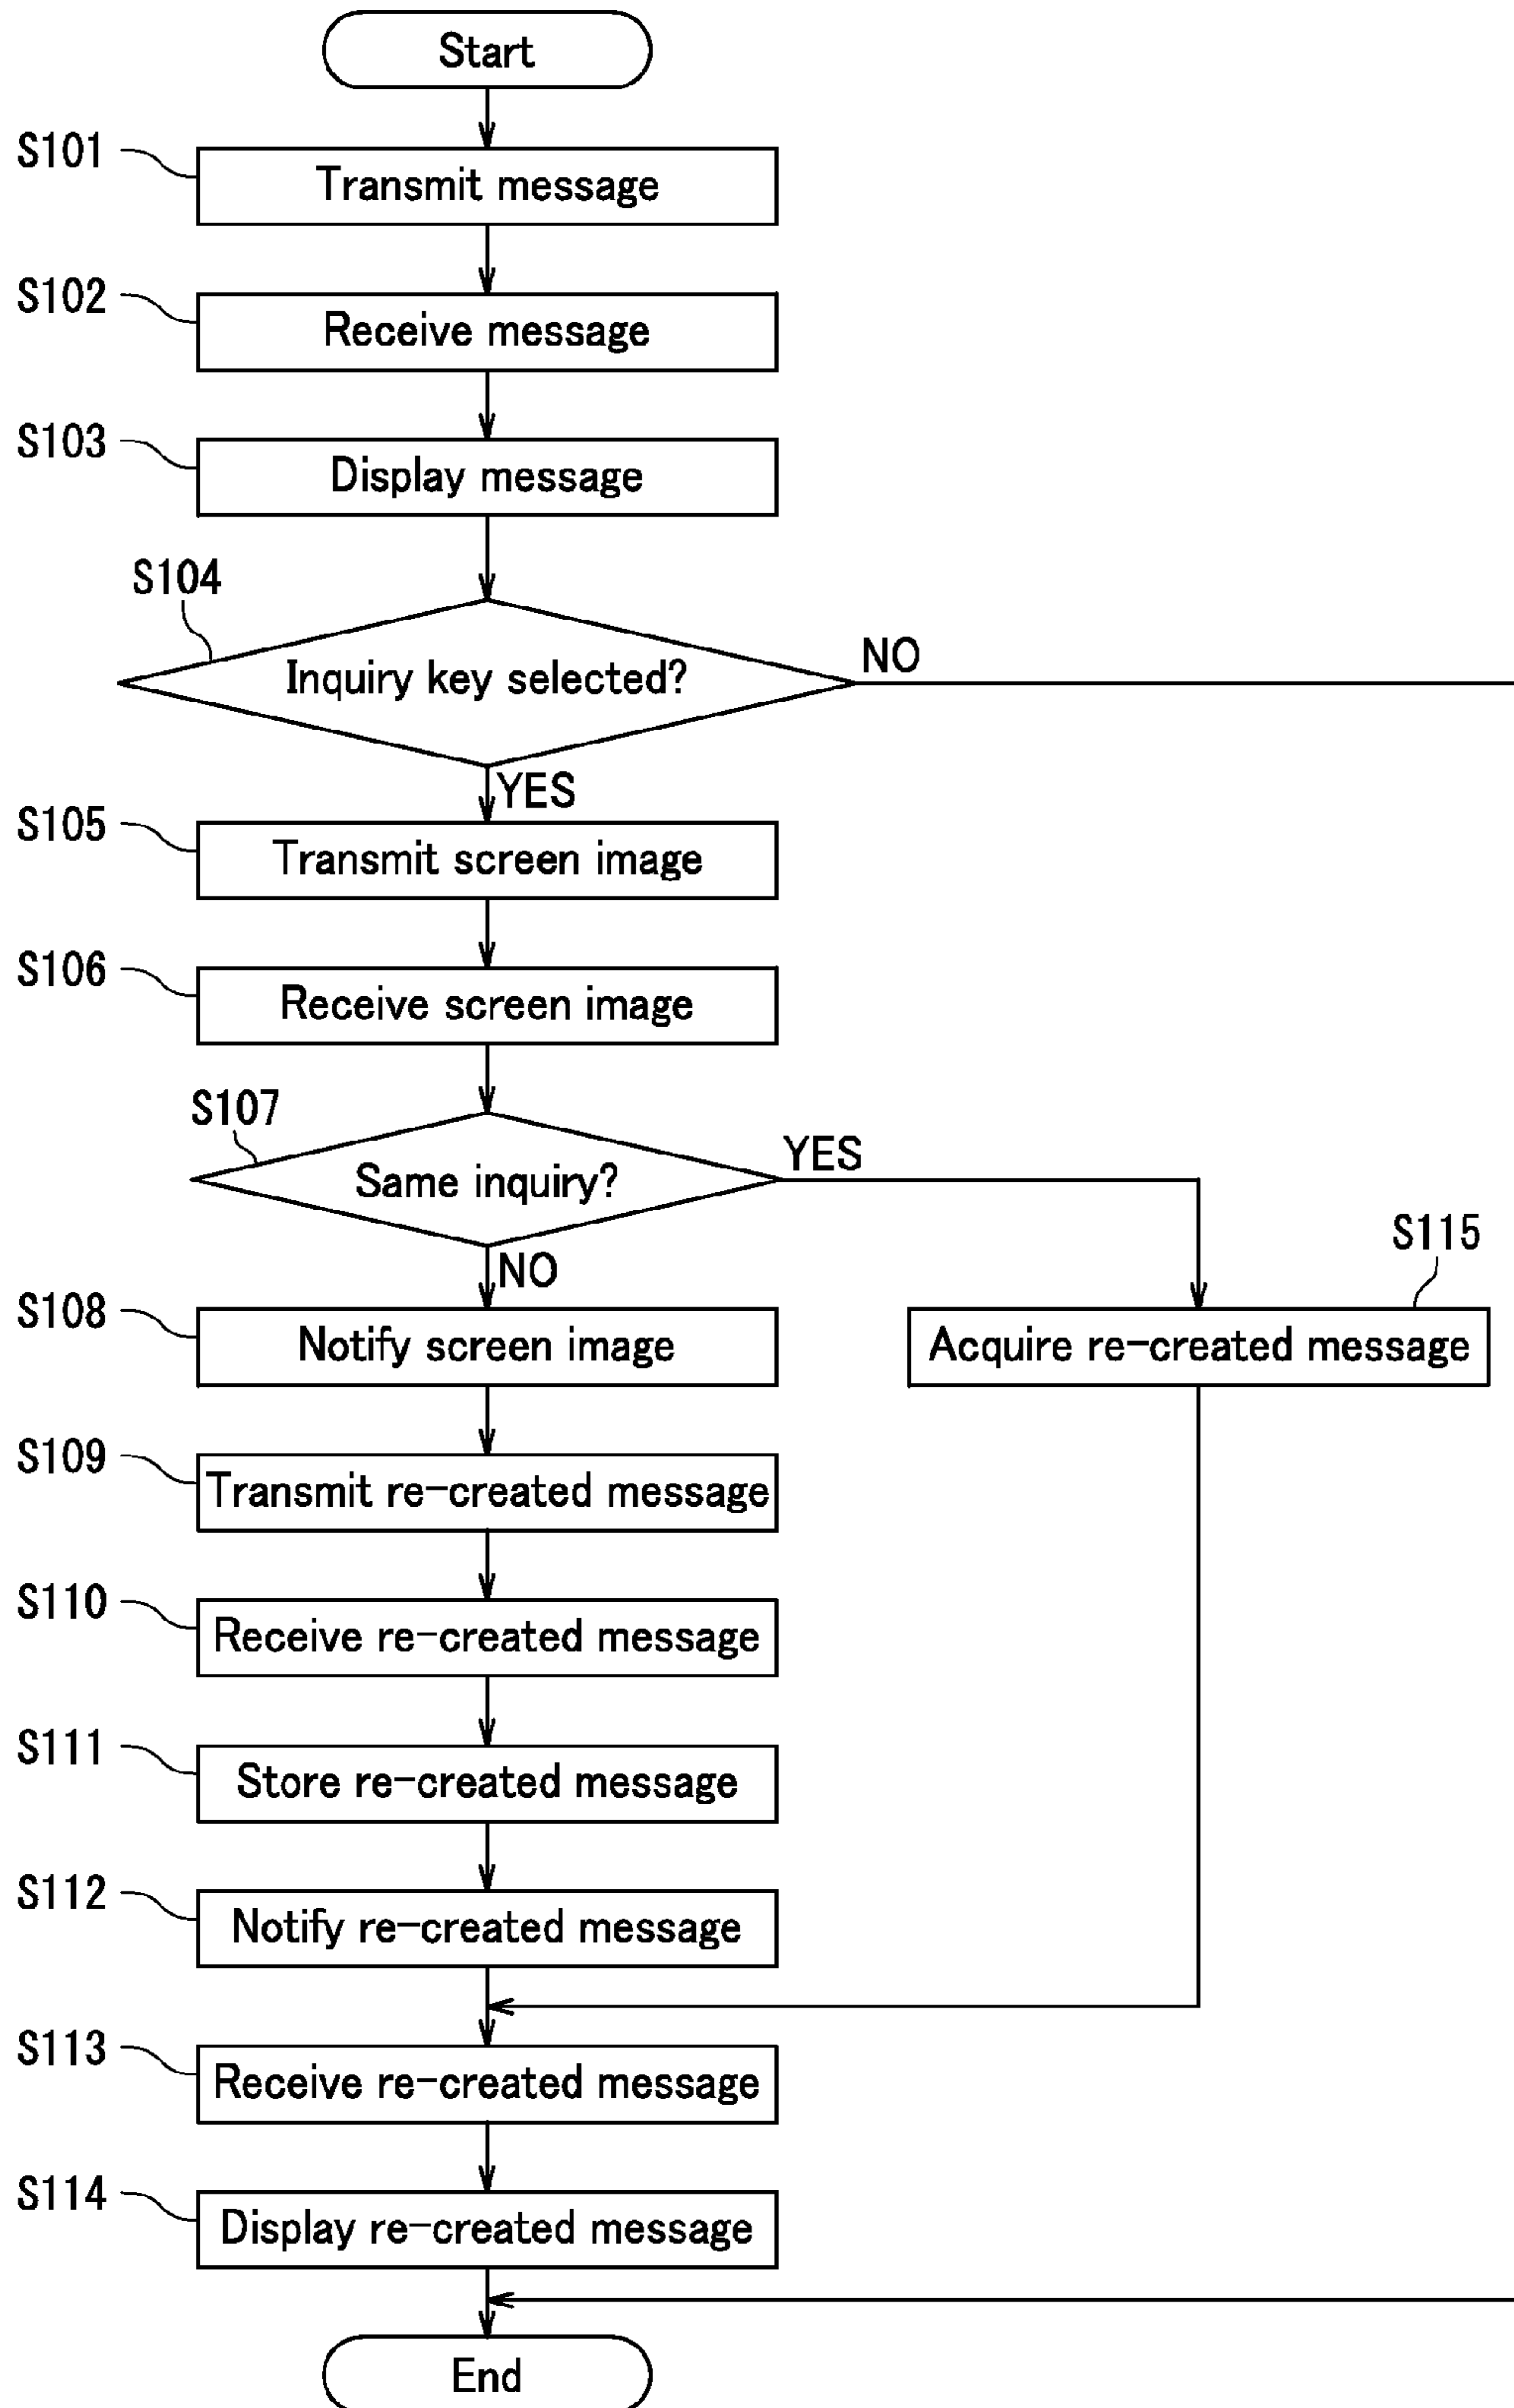 Start
S101
Transmit message
S102
Receive message
S103
Display message
S104
Inquiry key selected?
NO
YES
S105
Transmit screen image
S106
Receive screen image
S107
Same inquiry?
YES
NO
S115
S108
Notify screen image
Acquire re-created message
S109
Transmit re-created message
S110
Receive re-created message
S111
Store re-created message
S112
Notify re-created message
S113
Receive re-created message
S114
Display re-created message
End